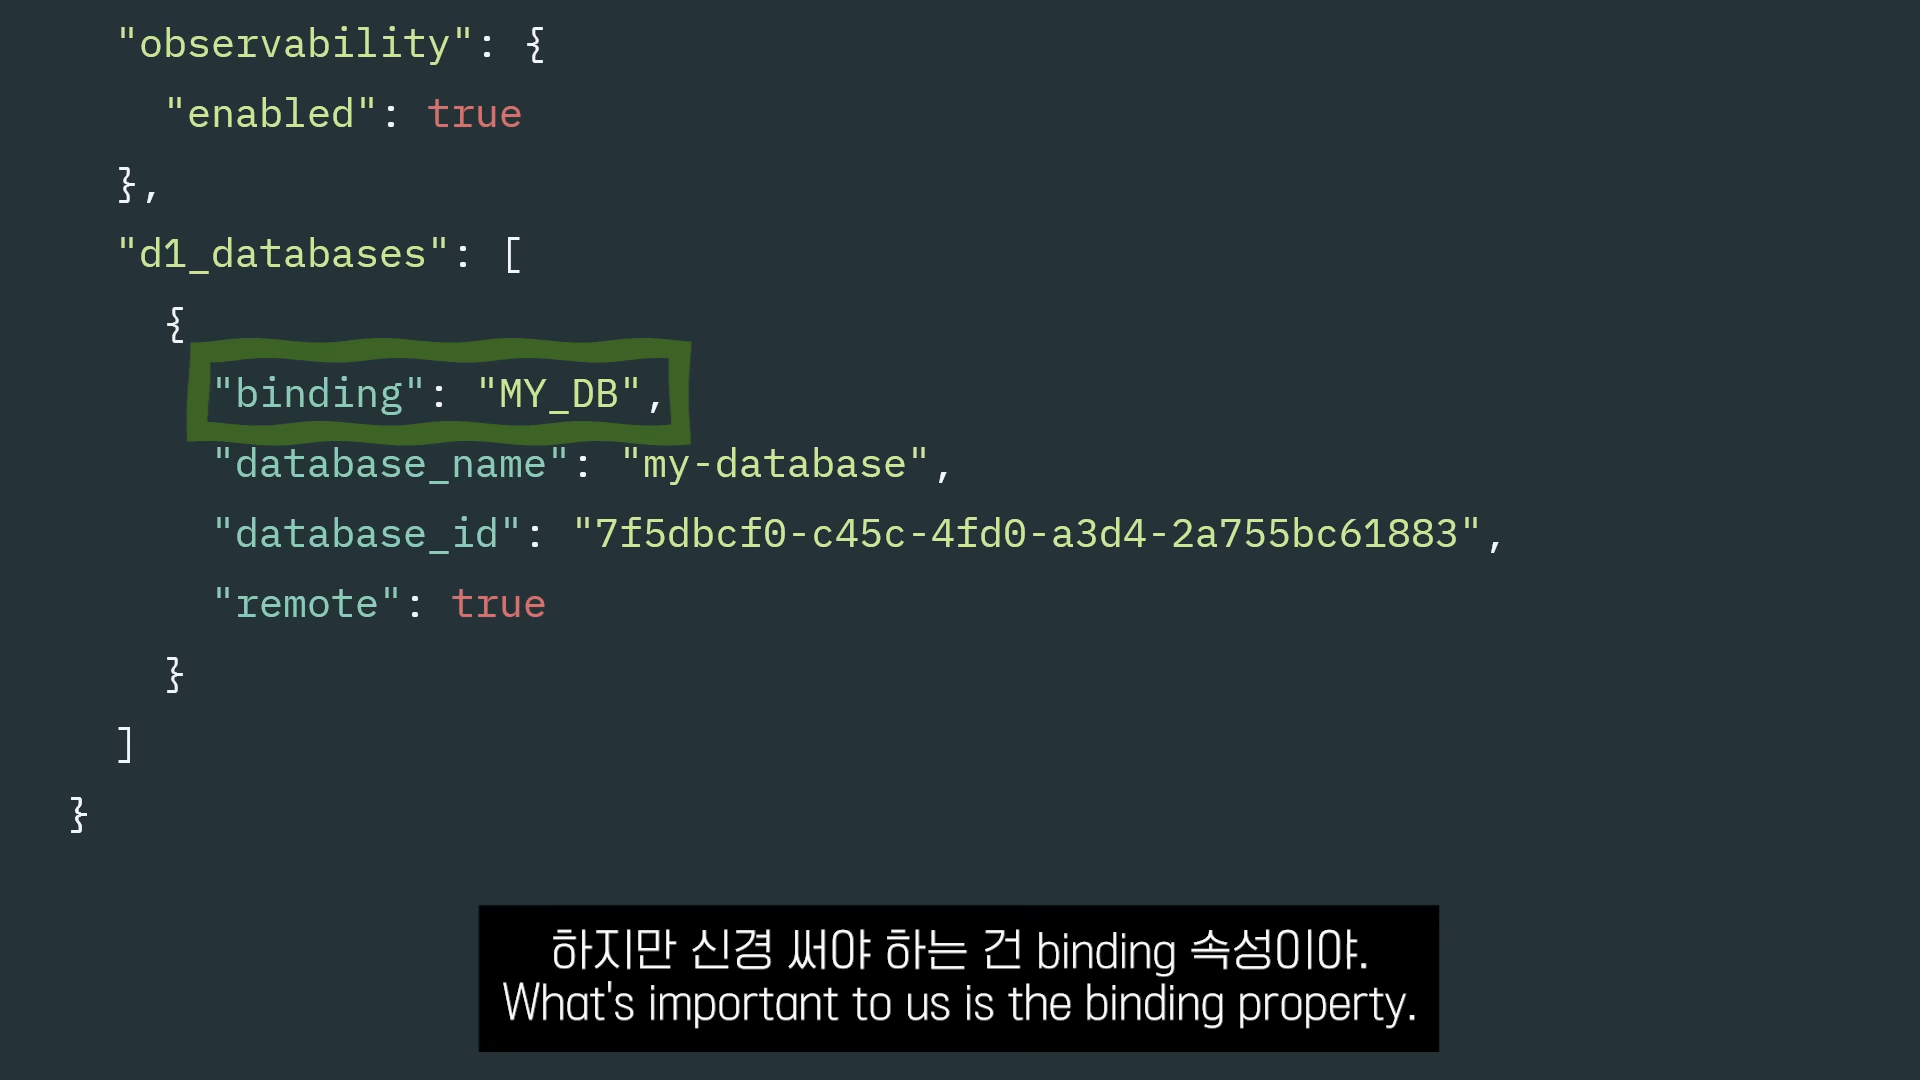 "observability": {
"enabled": true
},
"d1_databases": [
{
"binding": "MY_DB",
"database_name": "my-database",
"database_id": "7f5dbcf0-c45c-4fd0-a3d4-2a755bc61883",
"remote": true
}
]
}
하지만 신경 써야 하는 건 binding 속성이야.
What's important to us is the binding property.